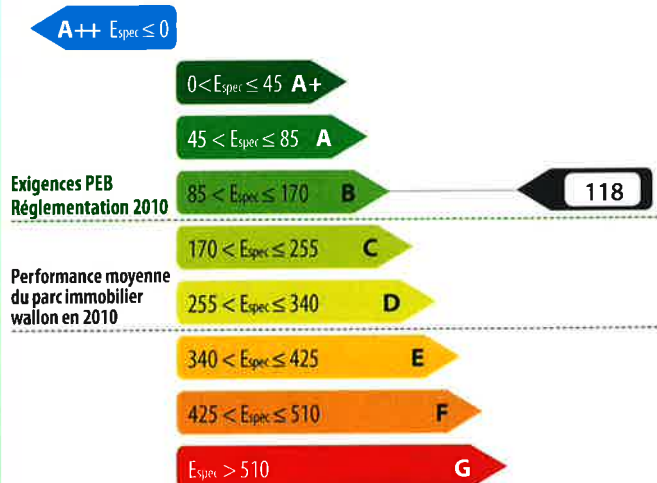 A++ Espec ≤ 0
0 < Espec ≤ 45 A+
45 < Espec ≤ 85 A
Exigences PEB
Réglementation 2010
85 < Espec ≤ 170 B
118
170 < Espec ≤ 255 C
Performance moyenne
du parc immobilier
wallon en 2010
255 < Espec ≤ 340 D
340 < Espec ≤ 425 E
425 < Espec ≤ 510 F
Espec > 510 G